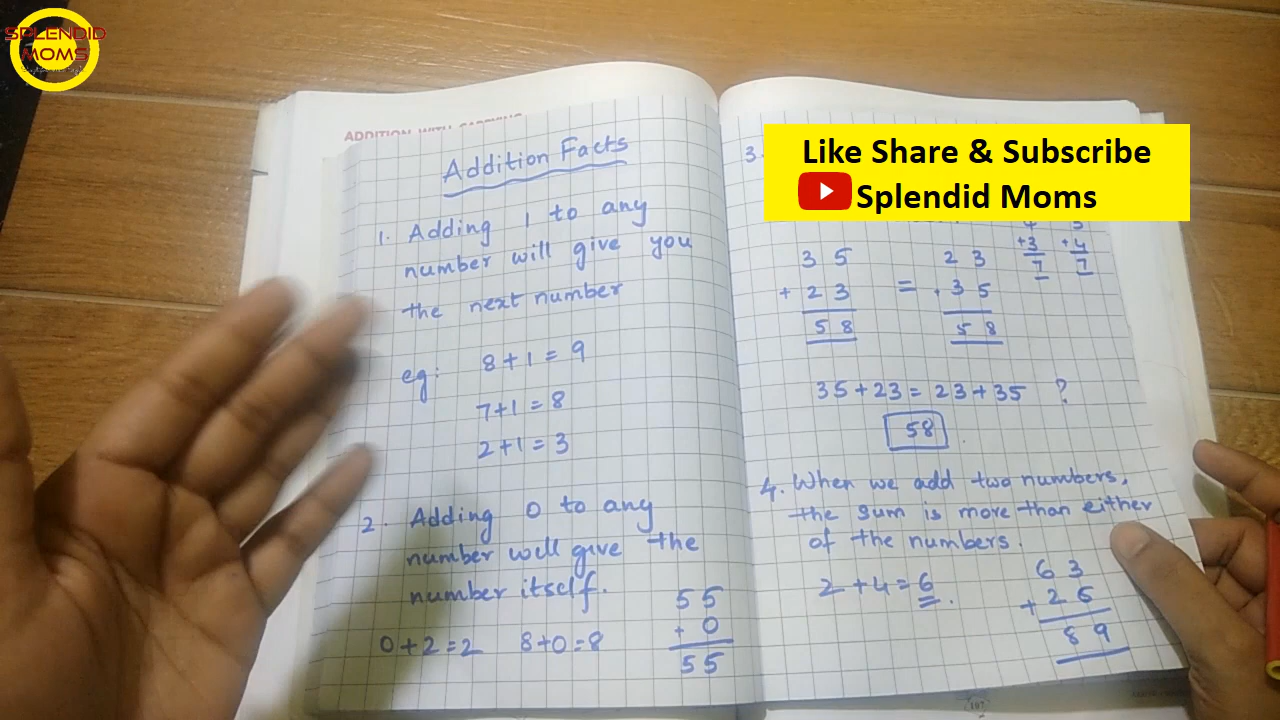 SPLENDID
MOMS
ADDITION WITH CARRYING
Addition Facts
1. Adding 1 to any
number will give you
the next number
eg: 8+1=9
7+1=8
2+1=3
2. Adding 0 to any
number will give the
number itself.
0+2=2 8+0=8
55
+ 0
55
3.
Like Share & Subscribe
Splendid Moms
4 3
+3 +4
7 7
35 23
+ 23 = + 35
58 58
35+23=23+35 ?
58
4. When we add two numbers,
the sum is more than either
of the numbers.
2+4=6.
63
+ 26
89
107